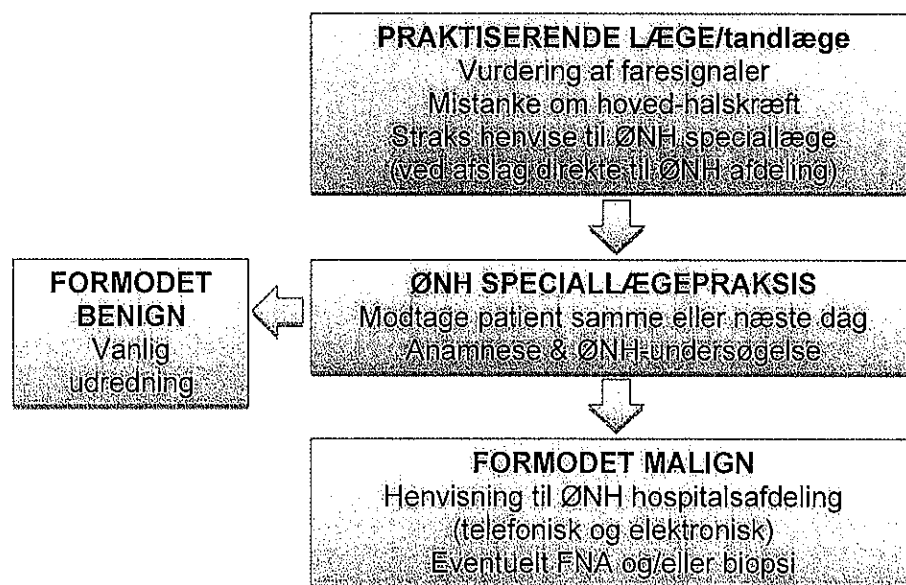 PRAKTISERENDE LÆGE/tandlæge
Vurdering af faresignaler
Mistanke om hoved-halskræft
Straks henvise til ØNH speciallæge
(ved afslag direkte til ØNH afdeling)
FORMODET
BENIGN
Vanlig
udredning
ØNH SPECIALLÆGEPRAKSIS
Modtage patient samme eller næste dag
Anamnese & ØNH-undersøgelse
FORMODET MALIGN
Henvisning til ØNH hospitalsafdeling
(telefonisk og elektronisk)
Eventuelt FNA og/eller biopsi